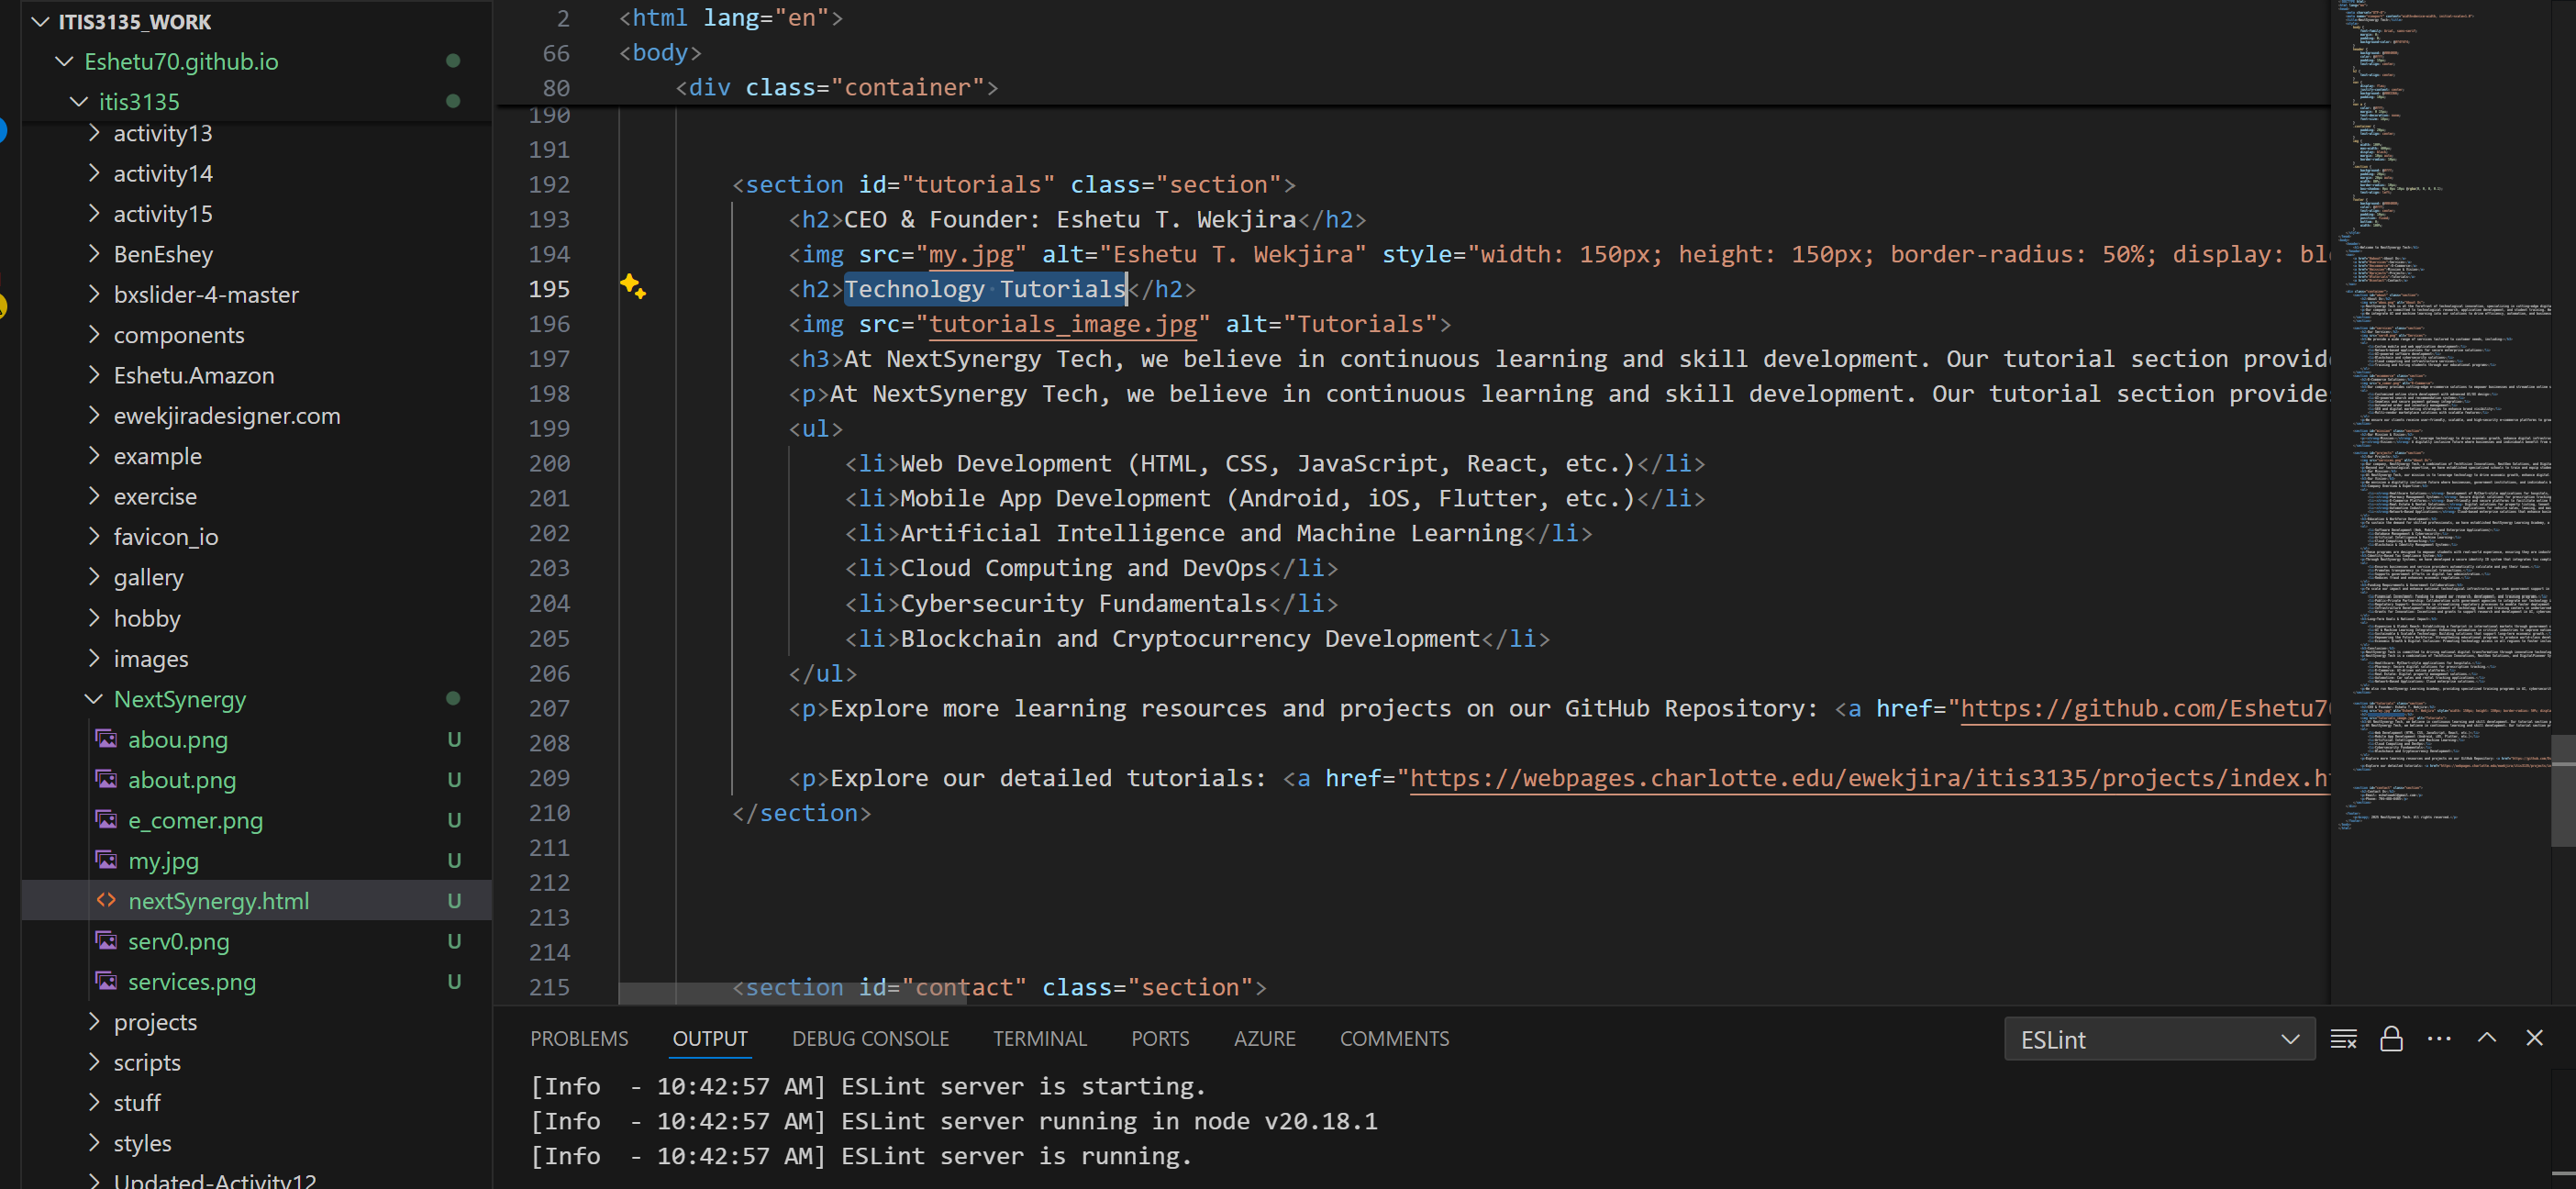 ITIS3135_WORK
Eshetu70.github.io
itis3135
activity13
activity14
activity15
BenEshey
bxslider-4-master
components
Eshetu.Amazon
ewekjiradesigner.com
example
exercise
favicon_io
gallery
hobby
images
NextSynergy
abou.png U
about.png U
e_comer.png U
my.jpg U
nextSynergy.html U
serv0.png U
services.png U
projects
scripts
stuff
styles
Updated-Activity12
2 <html lang="en">
66 <body>
80 <div class="container">
190
191
192 <section id="tutorials" class="section">
193 <h2>CEO & Founder: Eshetu T. Wekjira</h2>
194 <img src="my.jpg" alt="Eshetu T. Wekjira" style="width: 150px; height: 150px; border-radius: 50%; display: bl
195 <h2>Technology Tutorials</h2>
196 <img src="tutorials_image.jpg" alt="Tutorials">
197 <h3>At NextSynergy Tech, we believe in continuous learning and skill development. Our tutorial section provid
198 <p>At NextSynergy Tech, we believe in continuous learning and skill development. Our tutorial section provide
199 <ul>
200 <li>Web Development (HTML, CSS, JavaScript, React, etc.)</li>
201 <li>Mobile App Development (Android, iOS, Flutter, etc.)</li>
202 <li>Artificial Intelligence and Machine Learning</li>
203 <li>Cloud Computing and DevOps</li>
204 <li>Cybersecurity Fundamentals</li>
205 <li>Blockchain and Cryptocurrency Development</li>
206 </ul>
207 <p>Explore more learning resources and projects on our GitHub Repository: <a href="https://github.com/Eshetu7
208
209 <p>Explore our detailed tutorials: <a href="https://webpages.charlotte.edu/ewekjira/itis3135/projects/index.h
210 </section>
211
212
213
214
215 <section id="contact" class="section">
PROBLEMS OUTPUT DEBUG CONSOLE TERMINAL PORTS AZURE COMMENTS ESLint
[Info  - 10:42:57 AM] ESLint server is starting.
[Info  - 10:42:57 AM] ESLint server running in node v20.18.1
[Info  - 10:42:57 AM] ESLint server is running.